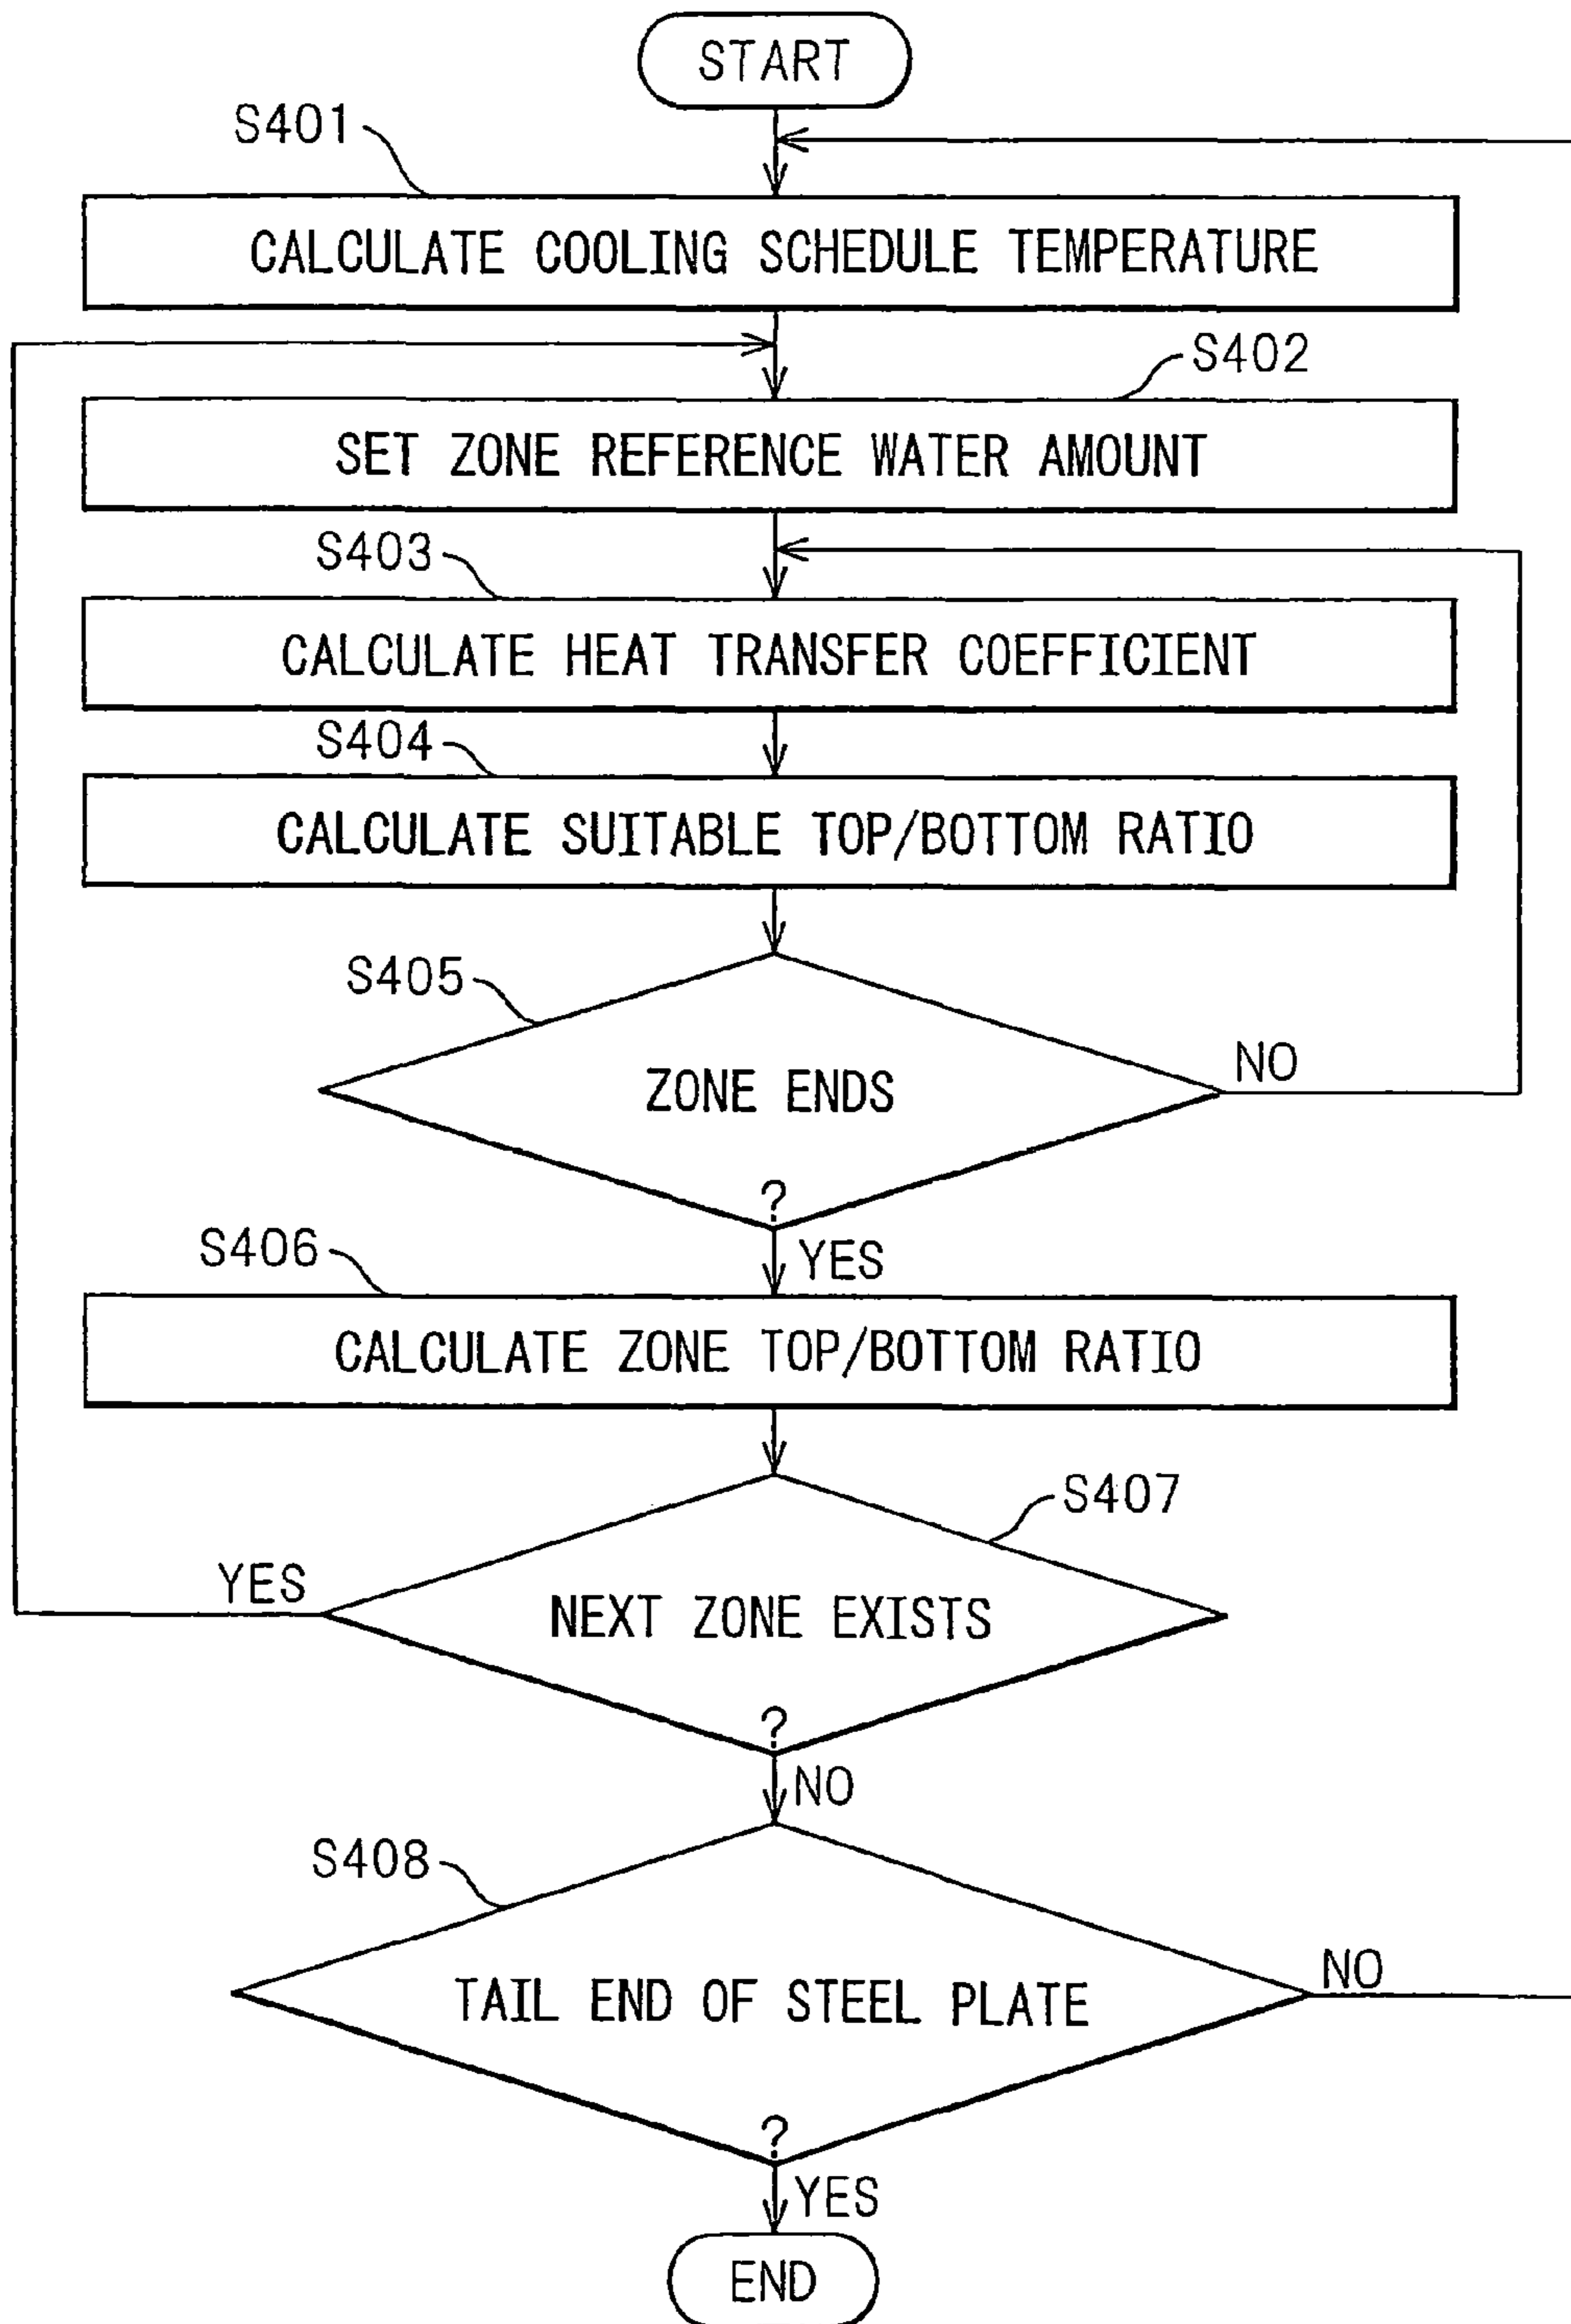 START
S401
CALCULATE COOLING SCHEDULE TEMPERATURE
S402
SET ZONE REFERENCE WATER AMOUNT
S403
CALCULATE HEAT TRANSFER COEFFICIENT
S404
CALCULATE SUITABLE TOP/BOTTOM RATIO
S405
ZONE ENDS
NO
?
YES
S406
CALCULATE ZONE TOP/BOTTOM RATIO
S407
YES
NEXT ZONE EXISTS
?
NO
S408
TAIL END OF STEEL PLATE
NO
?
YES
END